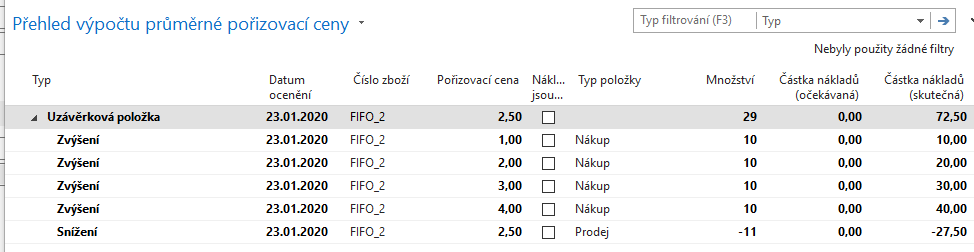 Přehled výpočtu průměrné pořizovací ceny
Typ filtrování (F3) Typ
Nebyly použity žádné filtry
Typ Datum ocenění Číslo zboží Pořizovací cena Nákl... jsou... Typ položky Množství Částka nákladů (očekávaná) Částka nákladů (skutečná)
Uzávěrková položka 23.01.2020 FIFO_2 2,50 29 0,00 72,50
Zvýšení 23.01.2020 FIFO_2 1,00 Nákup 10 0,00 10,00
Zvýšení 23.01.2020 FIFO_2 2,00 Nákup 10 0,00 20,00
Zvýšení 23.01.2020 FIFO_2 3,00 Nákup 10 0,00 30,00
Zvýšení 23.01.2020 FIFO_2 4,00 Nákup 10 0,00 40,00
Snížení 23.01.2020 FIFO_2 2,50 Prodej -11 0,00 -27,50